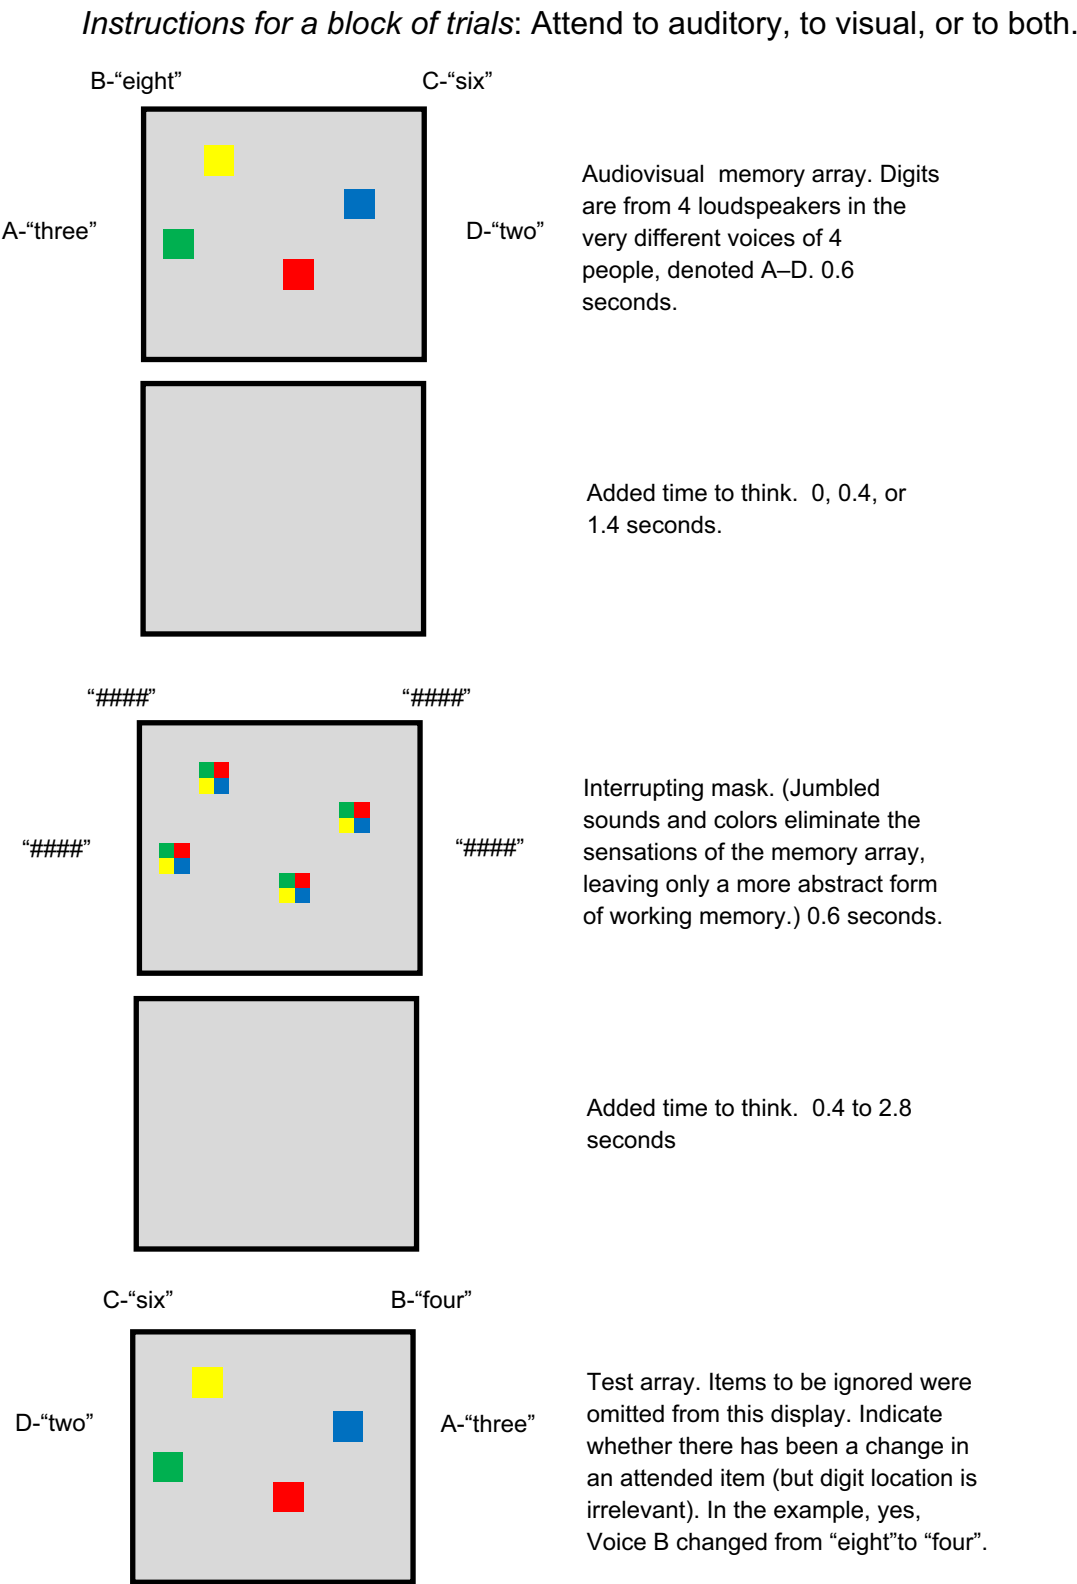 Instructions for a block of trials: Attend to auditory, to visual, or to both.
B-“eight”
C-“six”
A-“three”
D-“two”
Audiovisual  memory array. Digits
are from 4 loudspeakers in the
very different voices of 4
people, denoted A–D. 0.6
seconds.
Added time to think.  0, 0.4, or
1.4 seconds.
“####”
“####”
“####”
“####”
Interrupting mask. (Jumbled
sounds and colors eliminate the
sensations of the memory array,
leaving only a more abstract form
of working memory.) 0.6 seconds.
Added time to think.  0.4 to 2.8
seconds
C-“six”
B-“four”
D-“two”
A-“three”
Test array. Items to be ignored were
omitted from this display. Indicate
whether there has been a change in
an attended item (but digit location is
irrelevant). In the example, yes,
Voice B changed from “eight”to “four”.